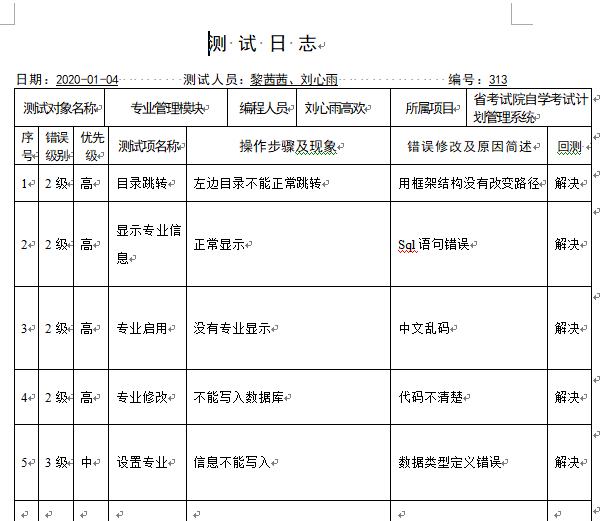 测试日志
日期：2020-01-04 测试人员：黎茜茜、刘心雨 编号：313
测试对象名称 专业管理模块 编程人员 刘心雨高欢 所属项目 省考试院自学考试计
划管理系统
序号 错误级别 优先级 测试项名称 操作步骤及现象 错误修改及原因简述 回测
1 2级 高 目录跳转 左边目录不能正常跳转 用框架结构没有改变路径 解决
2 2级 高 显示专业信息 正常显示 Sql语句错误 解决
3 2级 高 专业启用 没有专业显示 中文乱码 解决
4 2级 高 专业修改 不能写入数据库 代码不清楚 解决
5 3级 中 设置专业 信息不能写入 数据类型定义错误 解决